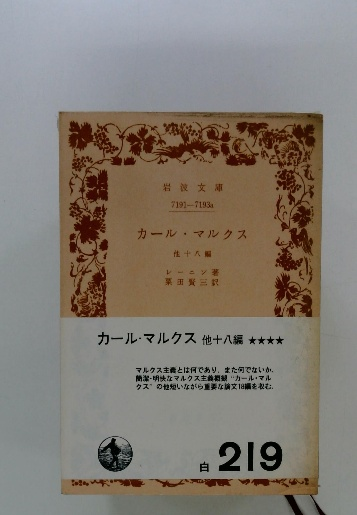 岩波文庫
7191—7193a
カール・マルクス
他十八編
レーニン著
粟田賢三訳
カール・マルクス 他十八編 ★★★★
マルクス主義とは何であり、また何でないか.
簡潔・明快なマルクス主義概観 “カール・マル
クス” の他短いながら重要な論文18編を収む.
白 219